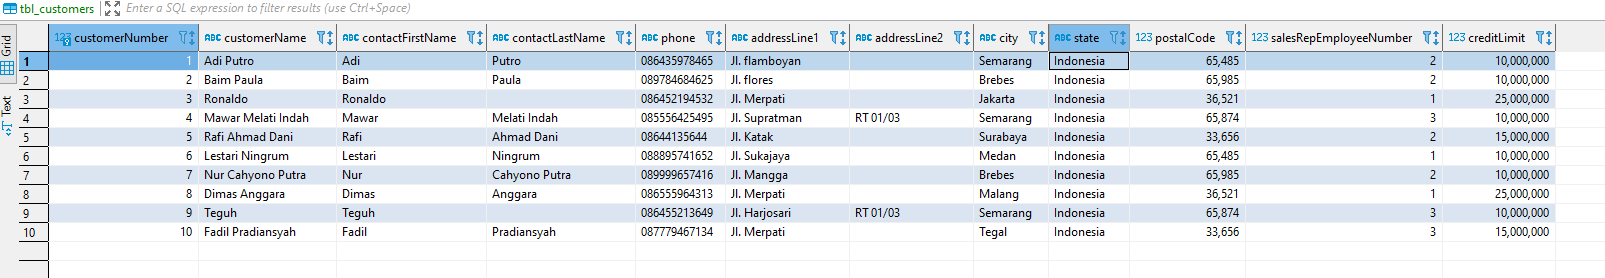 tbl_customers Enter a SQL expression to filter results (use Ctrl+Space)
Grid
Text
123 customerNumber ABC customerName ABC contactFirstName ABC contactLastName ABC phone ABC addressLine1 ABC addressLine2 ABC city ABC state 123 postalCode 123 salesRepEmployeeNumber 123 creditLimit
1 1 Adi Putro Adi Putro 086435978465 Jl. flamboyan Semarang Indonesia 65,485 2 10,000,000
2 2 Baim Paula Baim Paula 089784684625 Jl. flores Brebes Indonesia 65,985 2 10,000,000
3 3 Ronaldo Ronaldo 086452194532 Jl. Merpati Jakarta Indonesia 36,521 1 25,000,000
4 4 Mawar Melati Indah Mawar Melati Indah 085556425495 Jl. Supratman RT 01/03 Semarang Indonesia 65,874 3 10,000,000
5 5 Rafi Ahmad Dani Rafi Ahmad Dani 08644135644 Jl. Katak Surabaya Indonesia 33,656 2 15,000,000
6 6 Lestari Ningrum Lestari Ningrum 088895741652 Jl. Sukajaya Medan Indonesia 65,485 1 10,000,000
7 7 Nur Cahyono Putra Nur Cahyono Putra 089999657416 Jl. Mangga Brebes Indonesia 65,985 2 10,000,000
8 8 Dimas Anggara Dimas Anggara 086555964313 Jl. Merpati Malang Indonesia 36,521 1 25,000,000
9 9 Teguh Teguh 086455213649 Jl. Harjosari RT 01/03 Semarang Indonesia 65,874 3 10,000,000
10 10 Fadil Pradiansyah Fadil Pradiansyah 087779467134 Jl. Merpati Tegal Indonesia 33,656 3 15,000,000